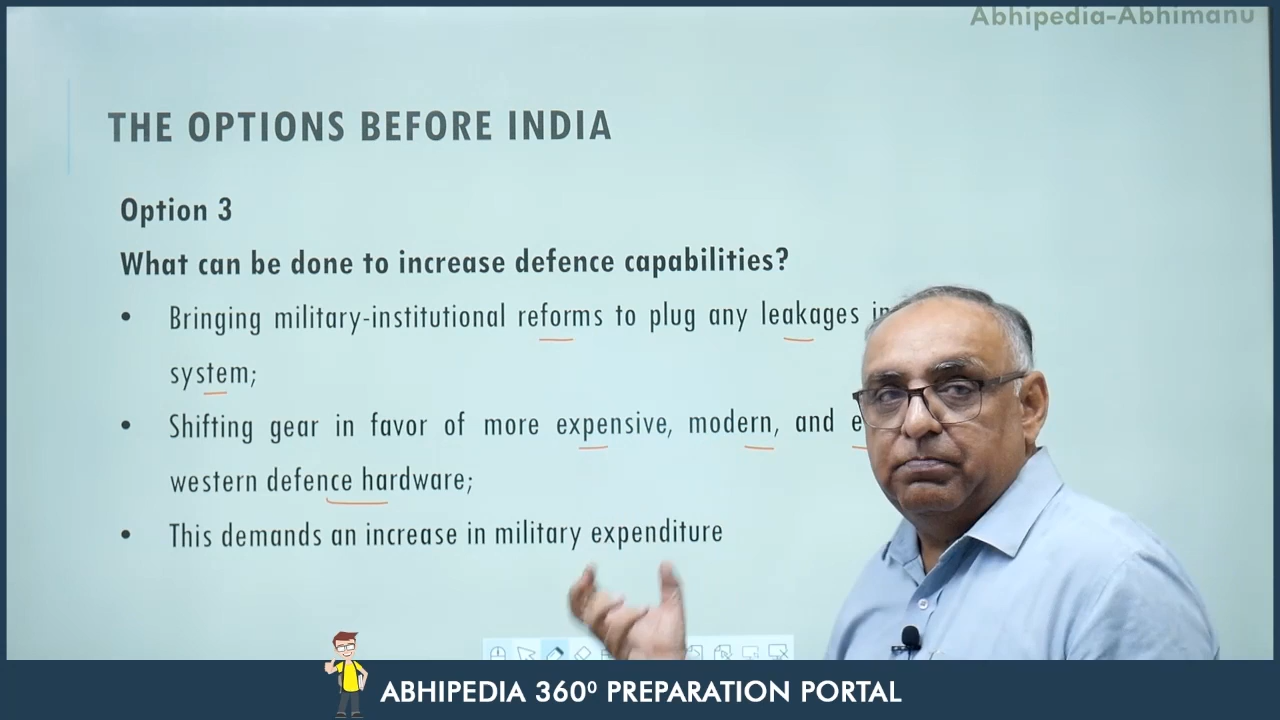 Abhipedia-Abhimanu
THE OPTIONS BEFORE INDIA
Option 3
What can be done to increase defence capabilities?
• Bringing military-institutional reforms to plug any leakages in
system;
• Shifting gear in favor of more expensive, modern, and
western defence hardware;
• This demands an increase in military expenditure
ABHIPEDIA 360⁰ PREPARATION PORTAL